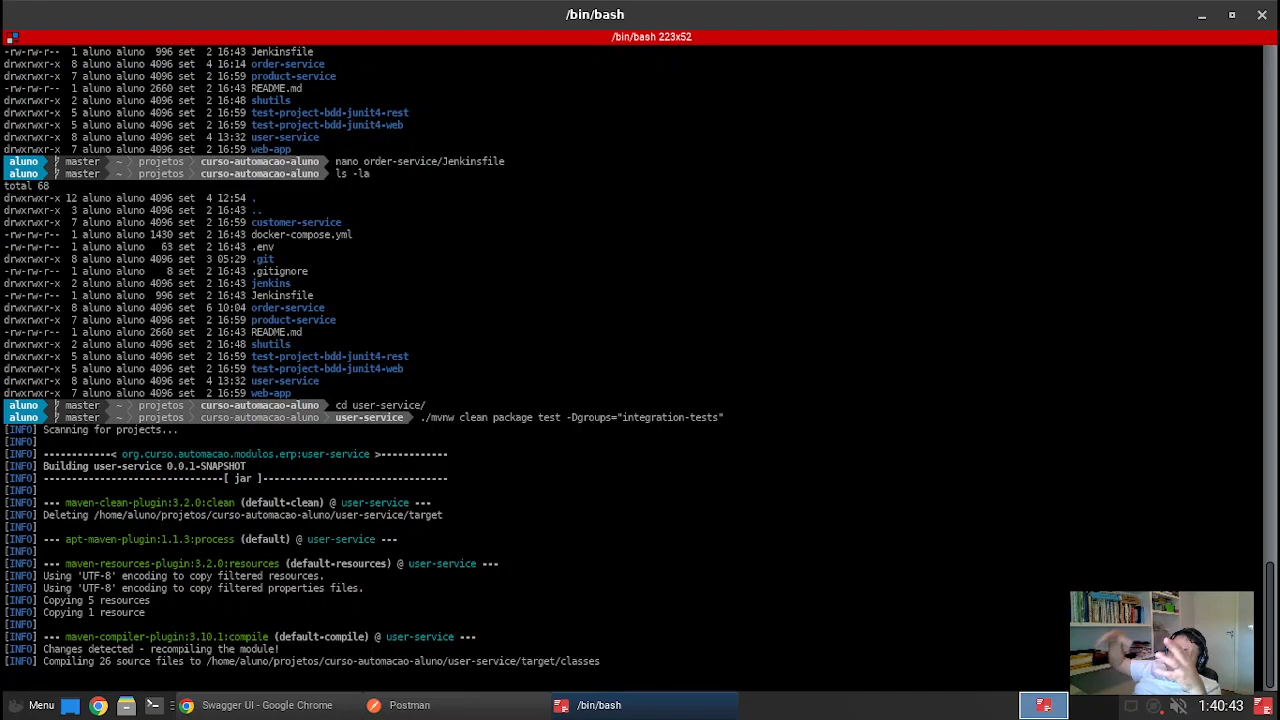 /bin/bash
/bin/bash 223x52
-rw-rw-r-- 1 aluno aluno 996 set 2 16:43 Jenkinsfile
drwxrwxr-x 8 aluno aluno 4096 set 4 16:14 order-service
drwxrwxr-x 7 aluno aluno 4096 set 2 16:59 product-service
-rw-rw-r-- 1 aluno aluno 2660 set 2 16:43 README.md
drwxrwxr-x 2 aluno aluno 4096 set 2 16:48 shutils
drwxrwxr-x 5 aluno aluno 4096 set 2 16:59 test-project-bdd-junit4-rest
drwxrwxr-x 5 aluno aluno 4096 set 2 16:59 test-project-bdd-junit4-web
drwxrwxr-x 8 aluno aluno 4096 set 4 13:32 user-service
drwxrwxr-x 7 aluno aluno 4096 set 2 16:59 web-app
aluno master ~ projetos curso-automacao-aluno nano order-service/Jenkinsfile
aluno master ~ projetos curso-automacao-aluno ls -la
total 68
drwxrwxr-x 12 aluno aluno 4096 set 4 12:54 .
drwxrwxr-x 3 aluno aluno 4096 set 2 16:43 ..
drwxrwxr-x 7 aluno aluno 4096 set 2 16:59 customer-service
-rw-rw-r-- 1 aluno aluno 1430 set 2 16:43 docker-compose.yml
-rw-rw-r-- 1 aluno aluno 63 set 2 16:43 .env
drwxrwxr-x 8 aluno aluno 4096 set 3 05:29 .git
-rw-rw-r-- 1 aluno aluno 8 set 2 16:43 .gitignore
drwxrwxr-x 2 aluno aluno 4096 set 2 16:43 jenkins
-rw-rw-r-- 1 aluno aluno 996 set 2 16:43 Jenkinsfile
drwxrwxr-x 8 aluno aluno 4096 set 6 10:04 order-service
drwxrwxr-x 7 aluno aluno 4096 set 2 16:59 product-service
-rw-rw-r-- 1 aluno aluno 2660 set 2 16:43 README.md
drwxrwxr-x 2 aluno aluno 4096 set 2 16:48 shutils
drwxrwxr-x 5 aluno aluno 4096 set 2 16:59 test-project-bdd-junit4-rest
drwxrwxr-x 5 aluno aluno 4096 set 2 16:59 test-project-bdd-junit4-web
drwxrwxr-x 8 aluno aluno 4096 set 4 13:32 user-service
drwxrwxr-x 7 aluno aluno 4096 set 2 16:59 web-app
aluno master ~ projetos curso-automacao-aluno cd user-service/
aluno master ~ projetos curso-automacao-aluno user-service ./mvnw clean package test -Dgroups="integration-tests"
[INFO] Scanning for projects...
[INFO]
[INFO] ------------< org.curso.automacao.modulos.erp:user-service >------------
[INFO] Building user-service 0.0.1-SNAPSHOT
[INFO] --------------------------------[ jar ]---------------------------------
[INFO]
[INFO] --- maven-clean-plugin:3.2.0:clean (default-clean) @ user-service ---
[INFO] Deleting /home/aluno/projetos/curso-automacao-aluno/user-service/target
[INFO]
[INFO] --- apt-maven-plugin:1.1.3:process (default) @ user-service ---
[INFO]
[INFO] --- maven-resources-plugin:3.2.0:resources (default-resources) @ user-service ---
[INFO] Using 'UTF-8' encoding to copy filtered resources.
[INFO] Using 'UTF-8' encoding to copy filtered properties files.
[INFO] Copying 5 resources
[INFO] Copying 1 resource
[INFO]
[INFO] --- maven-compiler-plugin:3.10.1:compile (default-compile) @ user-service ---
[INFO] Changes detected - recompiling the module!
[INFO] Compiling 26 source files to /home/aluno/projetos/curso-automacao-aluno/user-service/target/classes
Menu Swagger UI - Google Chrome Postman /bin/bash 1:40:43